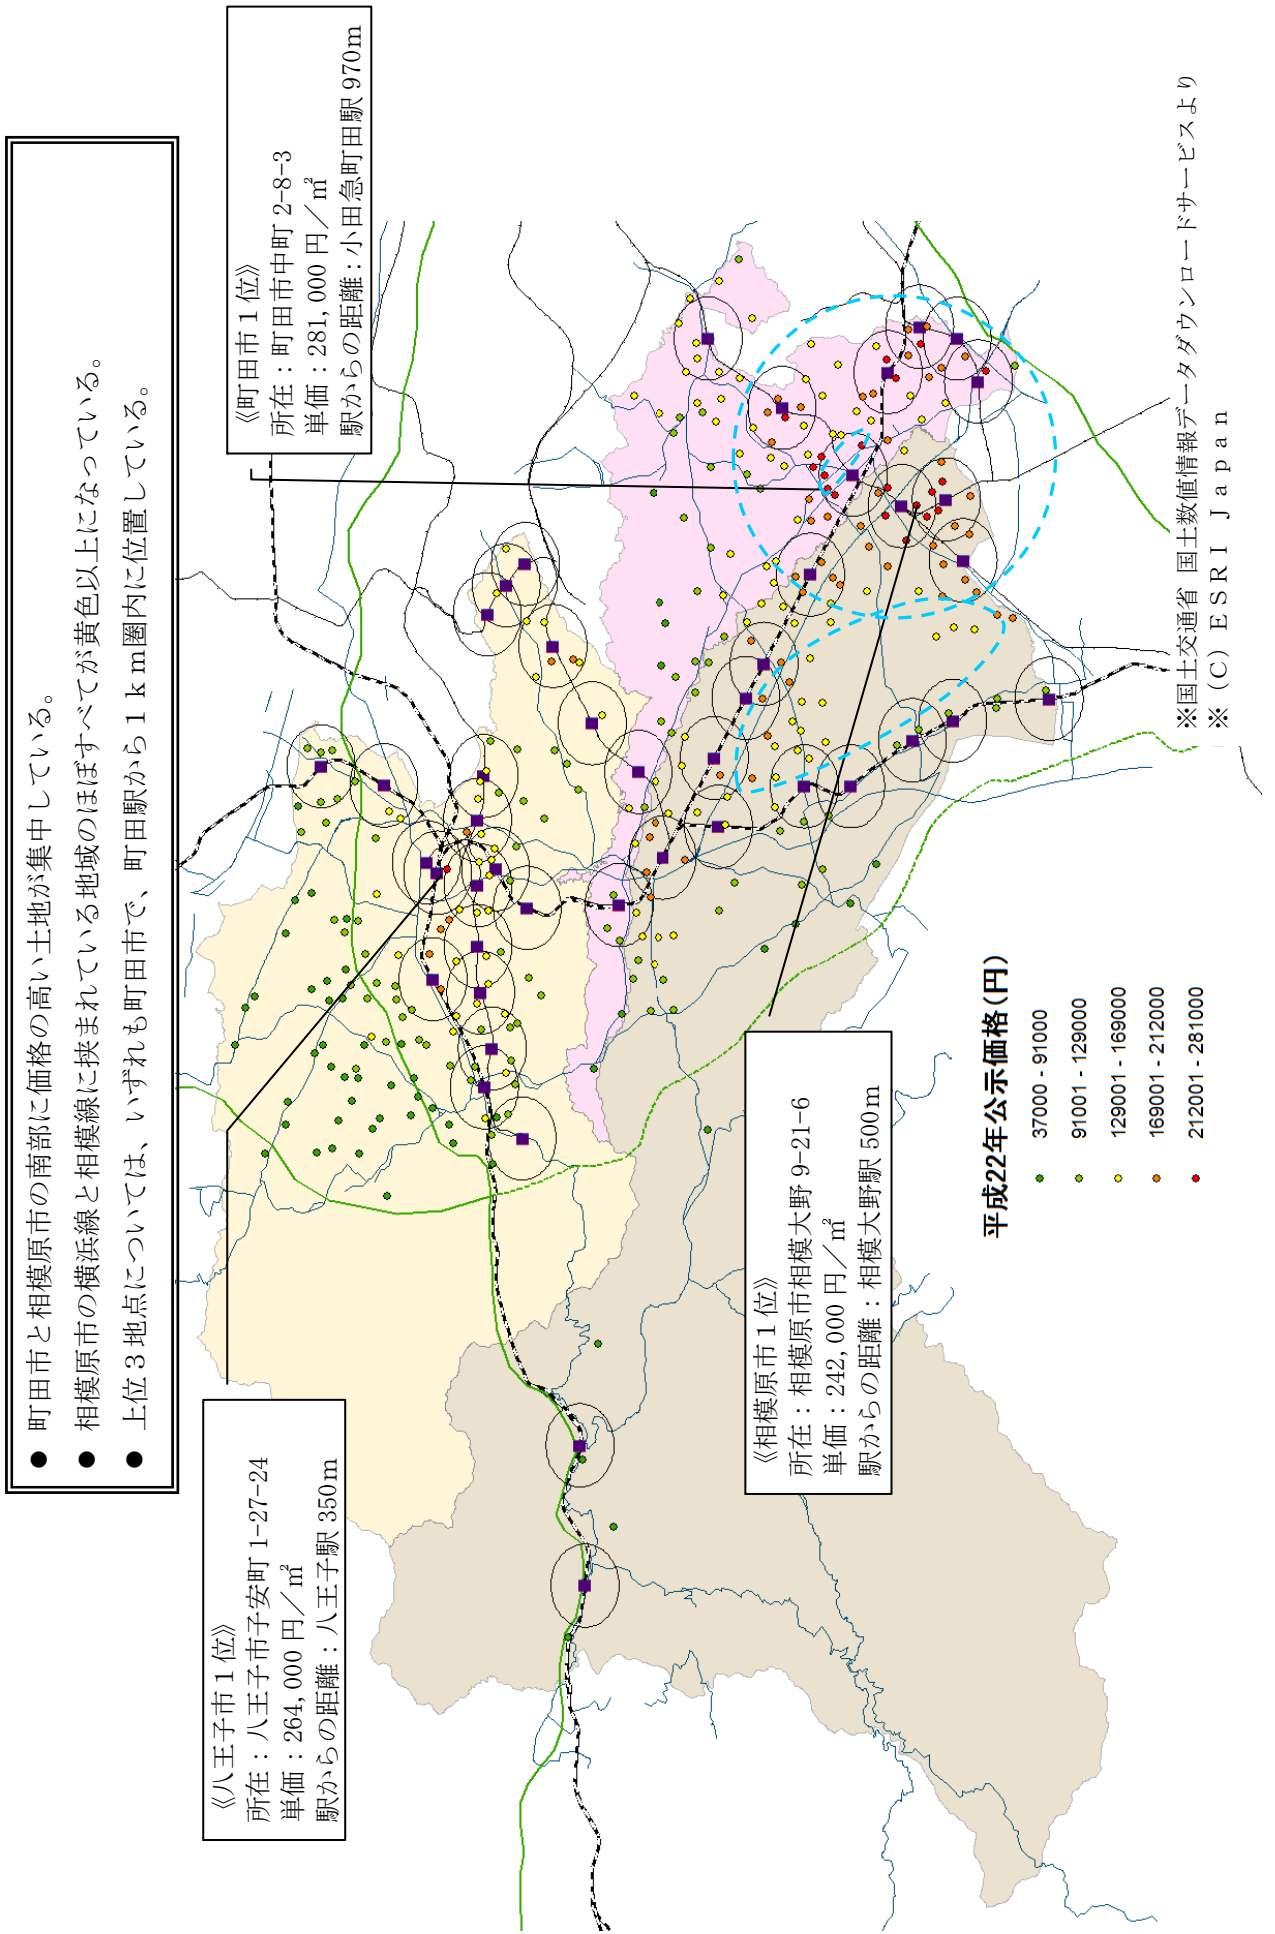 ● 町田市と相模原市の南部に価格の高い土地が集中している。
● 相模原市の横浜線と相模線に挟まれている地域のほぼすべてが黄色以上になっている。
● 上位３地点については、いずれも町田市で、町田駅から１ｋｍ圏内に位置している。
《八王子市１位》
所在：八王子市子安町 1-27-24
単価：264,000 円／㎡
駅からの距離：八王子駅 350m
《町田市１位》
所在：町田市中町 2-8-3
単価：281,000 円／㎡
駅からの距離：小田急町田駅 970m
《相模原市１位》
所在：相模原市相模大野 9-21-6
単価：242,000 円／㎡
駅からの距離：相模大野駅 500m
平成22年公示価格(円)
37000 - 91000
91001 - 129000
129001 - 169000
169001 - 212000
212001 - 281000
※国土交通省 国土数値情報データダウンロードサービスより
※（C）ＥＳＲＩ Ｊａｐａｎ